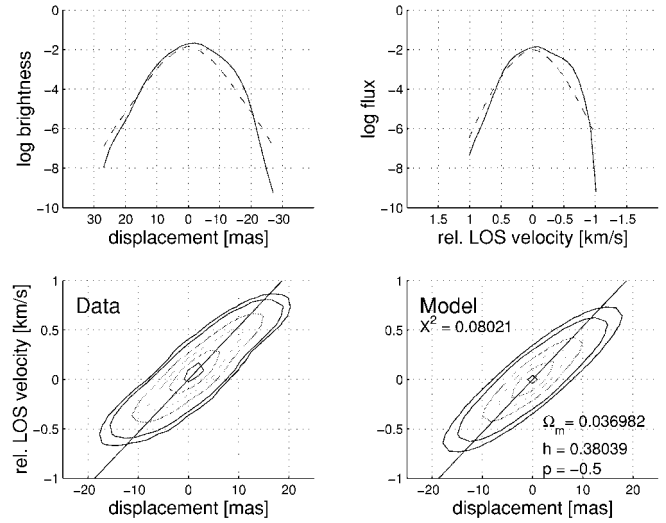 0
−2
−4
−6
−8
−10
log brightness
30 20 10 0 −10 −20 −30
displacement [mas]
0
−2
−4
−6
−8
−10
log flux
1.5 1 0.5 0 −0.5 −1 −1.5
rel. LOS velocity [km/s]
1
0.5
0
−0.5
−1
rel. LOS velocity [km/s]
Data
−20 −10 0 10 20
displacement [mas]
1
0.5
0
−0.5
−1
Model
X² = 0.08021
Ωₘ= 0.036982
h = 0.38039
p = −0.5
−20 −10 0 10 20
displacement [mas]